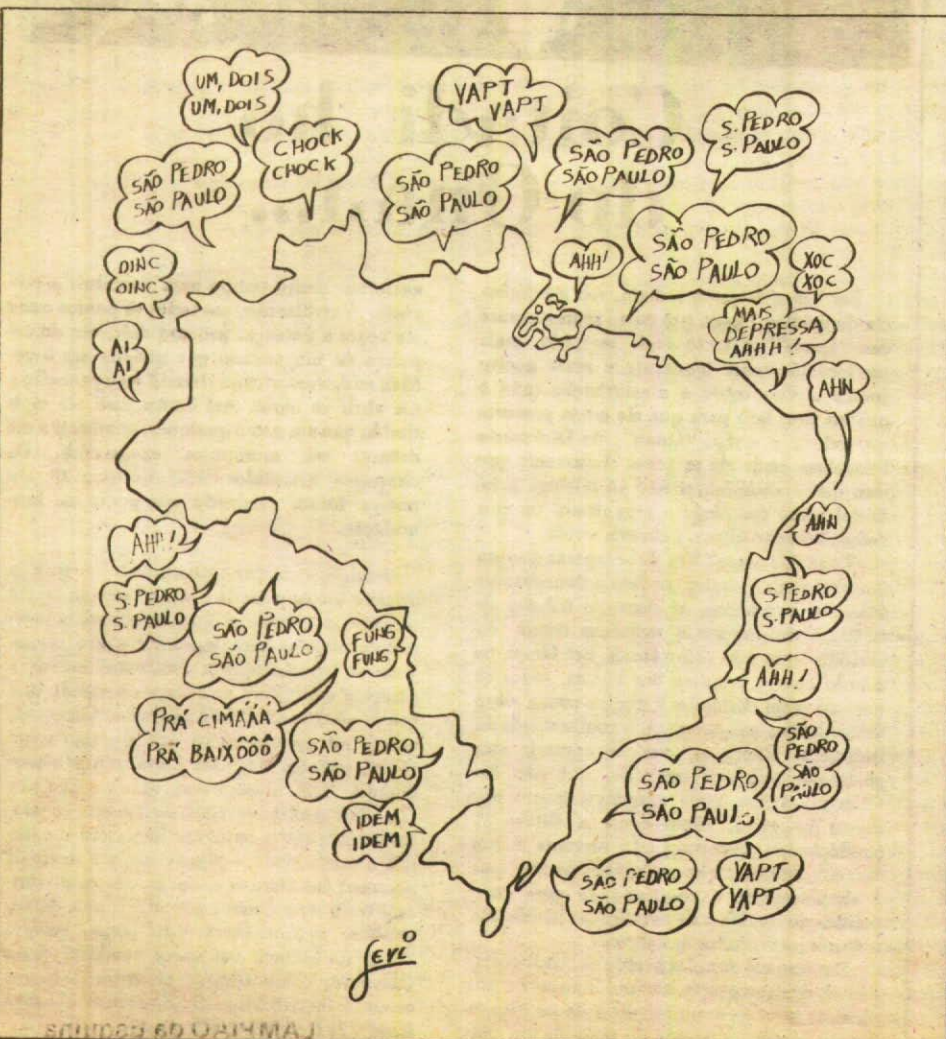 UM, DOIS
UM, DOIS
VAPT
VAPT
S. PEDRO
S. PAULO
CHOCK
CHOCK
SÃO PEDRO
SÃO PAULO
SÃO PEDRO
SÃO PAULO
SÃO PEDRO
SÃO PAULO
SÃO PEDRO
SÃO PAULO
AHH!
XOC
XOC
OINC
OINC
MAIS
DEPRESSA
AHHH!
AI
AI
AHN
AHN
AHH!
S. PEDRO
S. PAULO
S. PEDRO
S. PAULO
SÃO PEDRO
SÃO PAULO
FUNG
FUNG
AHH!
PRÁ CIMÁÁÁ
PRÁ BAIXÔÔÔ
SÃO PEDRO
SÃO PAULO
SÃO
PEDRO
SÃO
PAULO
SÃO PEDRO
SÃO PAULO
IDEM
IDEM
SÃO PEDRO
SÃO PAULO
VAPT
VAPT
LAMPIÃO da Esquina